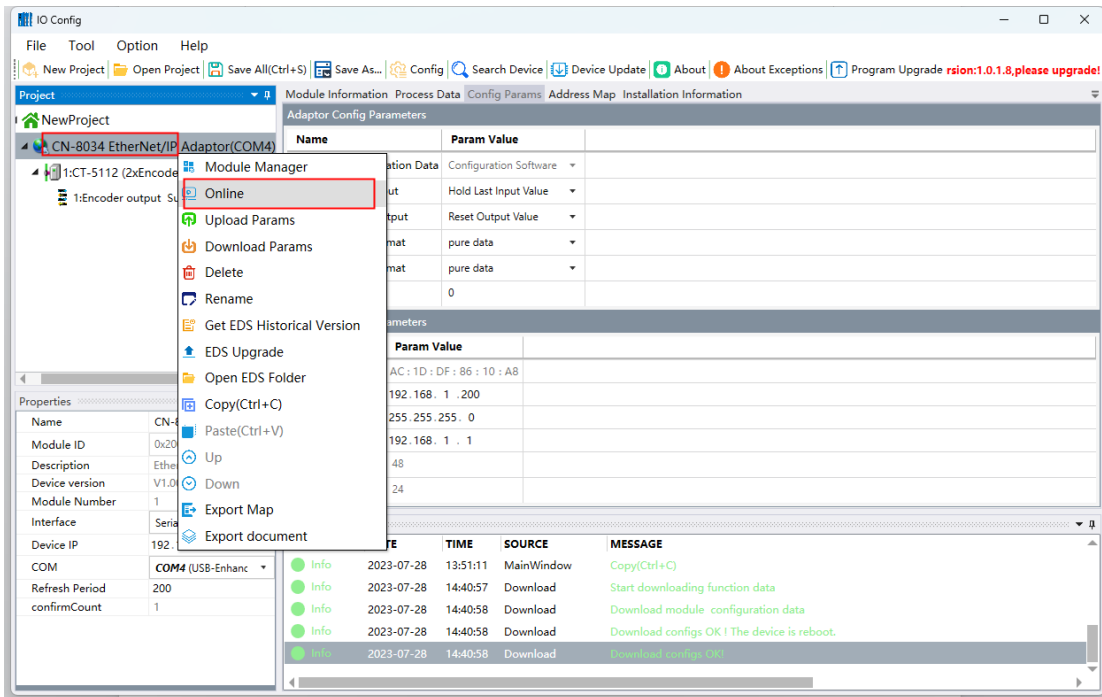 IO Config
File Tool Option Help
New Project Open Project Save All(Ctrl+S) Save As... Config Search Device Device Update About About Exceptions Program Upgrade rsion:1.0.1.8,please upgrade!
Project
NewProject
CN-8034 EtherNet/IP Adaptor(COM4)
1:CT-5112 (2xEncode
1:Encoder output Su
Module Manager
Online
Upload Params
Download Params
Delete
Rename
Get EDS Historical Version
EDS Upgrade
Open EDS Folder
Copy(Ctrl+C)
Paste(Ctrl+V)
Up
Down
Export Map
Export document
Module Information Process Data Config Params Address Map Installation Information
Adaptor Config Parameters
Name Param Value
ation Data Configuration Software
ut Hold Last Input Value
tput Reset Output Value
mat pure data
mat pure data
0
ameters
Param Value
AC : 1D : DF : 86 : 10 : A8
192.168. 1 .200
255.255.255. 0
192.168. 1 . 1
48
24
Properties
Name CN-8
Module ID 0x20
Description Ether
Device version V1.00
Module Number 1
Interface Seria
Device IP 192.1
COM COM4 (USB-Enhanc
Refresh Period 200
confirmCount 1
TE TIME SOURCE MESSAGE
Info 2023-07-28 13:51:11 MainWindow Copy(Ctrl+C)
Info 2023-07-28 14:40:57 Download Start downloading function data
Info 2023-07-28 14:40:58 Download Download module configuration data
Info 2023-07-28 14:40:58 Download Download configs OK ! The device is reboot.
Info 2023-07-28 14:40:58 Download Download configs OK!